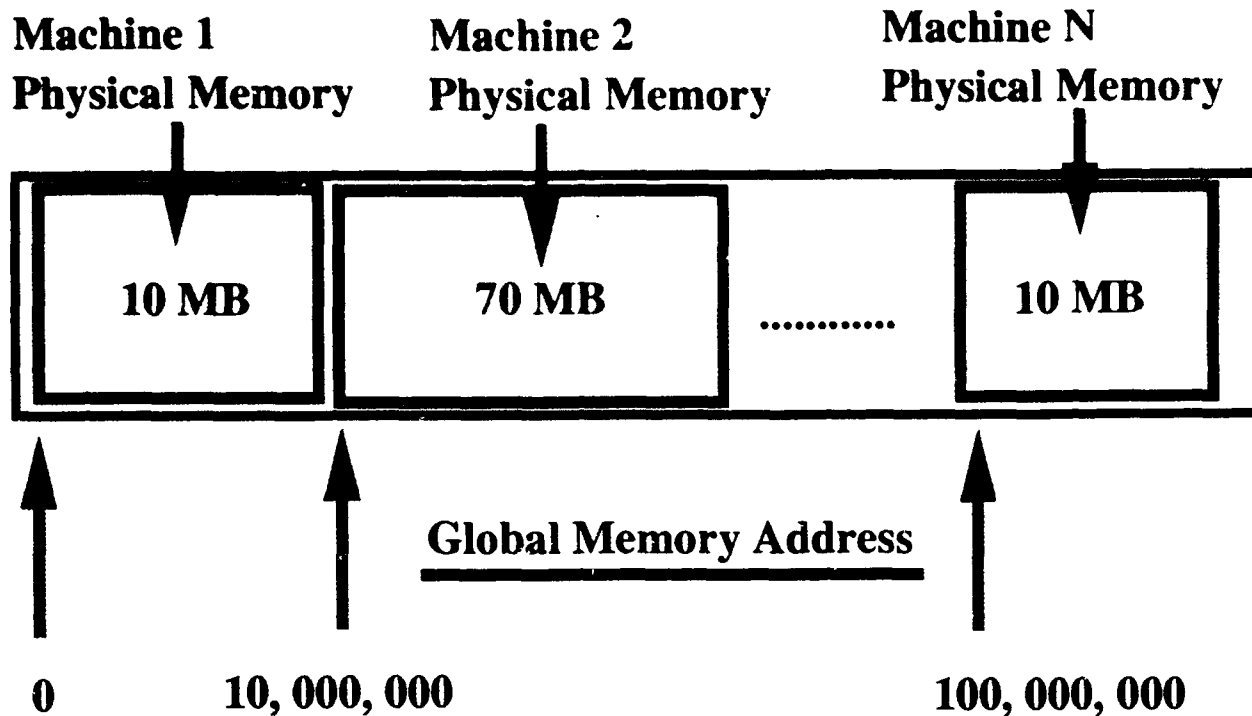 Machine 1
Physical Memory
Machine 2
Physical Memory
Machine N
Physical Memory
10 MB
70 MB
.............
10 MB
Global Memory Address
0
10, 000, 000
100, 000, 000